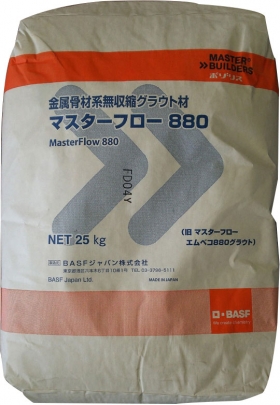 MASTER
BUILDERS
ポゾリス
金属骨材系無収縮グラウト材
マスターフロー 880
MasterFlow 880
FD04Y
NET 25 kg
(旧 マスターフロー
エムベコ880グラウト)
BASFジャパン株式会社
BASF Japan Ltd.
MADE IN JAPAN
BASF